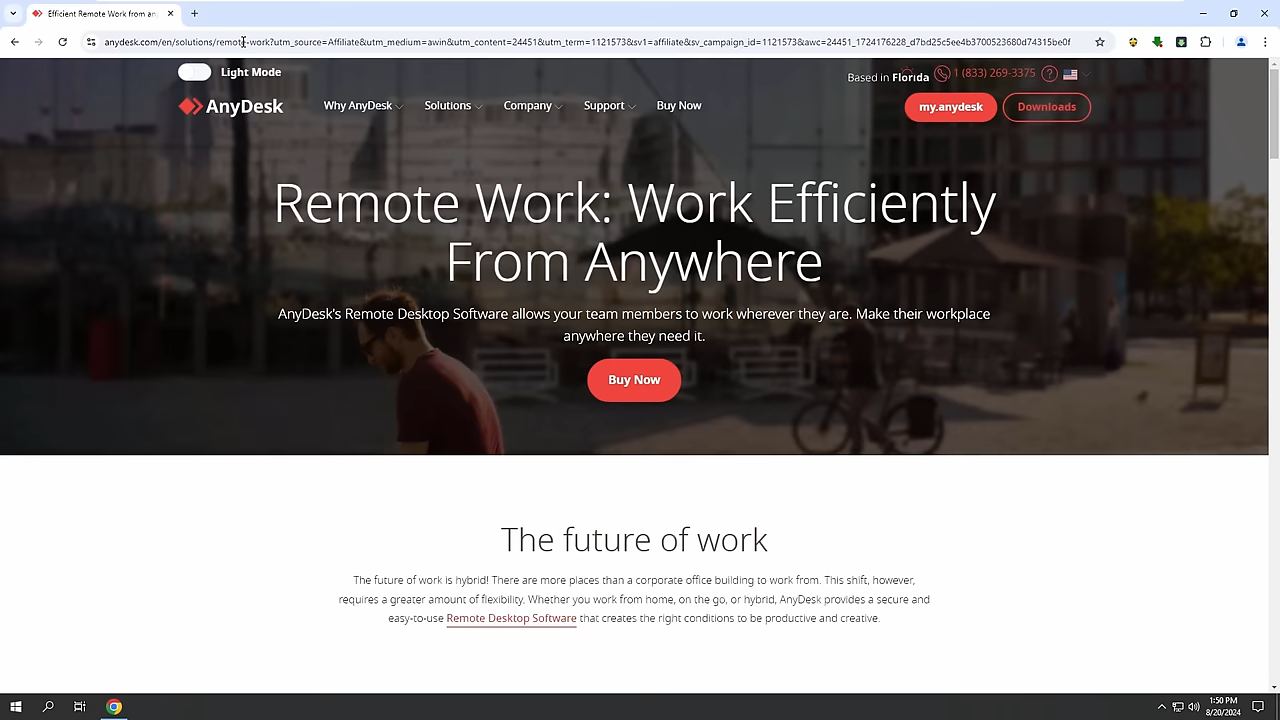 Efficient Remote Work from an
anydesk.com/en/solutions/remote-work?utm_source=Affiliate&utm_medium=awin&utm_content=24451&utm_term=1121573&sv1=affiliate&sv_campaign_id=1121573&awc=24451_1724176228_d7bd25c5ee4b3700523680d74315be0f
Light Mode
Based in Florida
1 (833) 269-3375
AnyDesk
Why AnyDesk
Solutions
Company
Support
Buy Now
my.anydesk
Downloads
Remote Work: Work Efficiently
From Anywhere
AnyDesk's Remote Desktop Software allows your team members to work wherever they are. Make their workplace
anywhere they need it.
Buy Now
The future of work
The future of work is hybrid! There are more places than a corporate office building to work from. This shift, however,
requires a greater amount of flexibility. Whether you work from home, on the go, or hybrid, AnyDesk provides a secure and
easy-to-use Remote Desktop Software that creates the right conditions to be productive and creative.
1:50 PM
8/20/2024